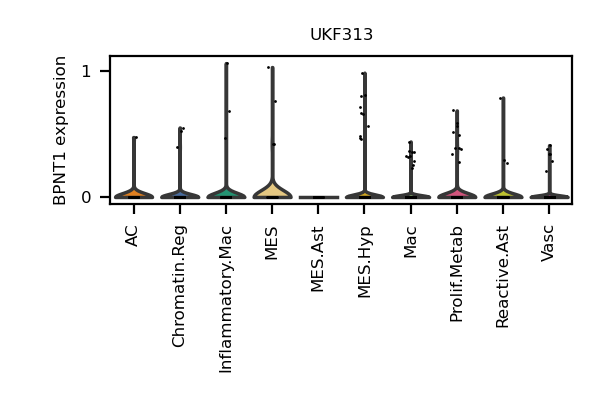 UKF313
BPNT1 expression
1
0
AC
Chromatin.Reg
Inflammatory.Mac
MES
MES.Ast
MES.Hyp
Mac
Prolif.Metab
Reactive.Ast
Vasc